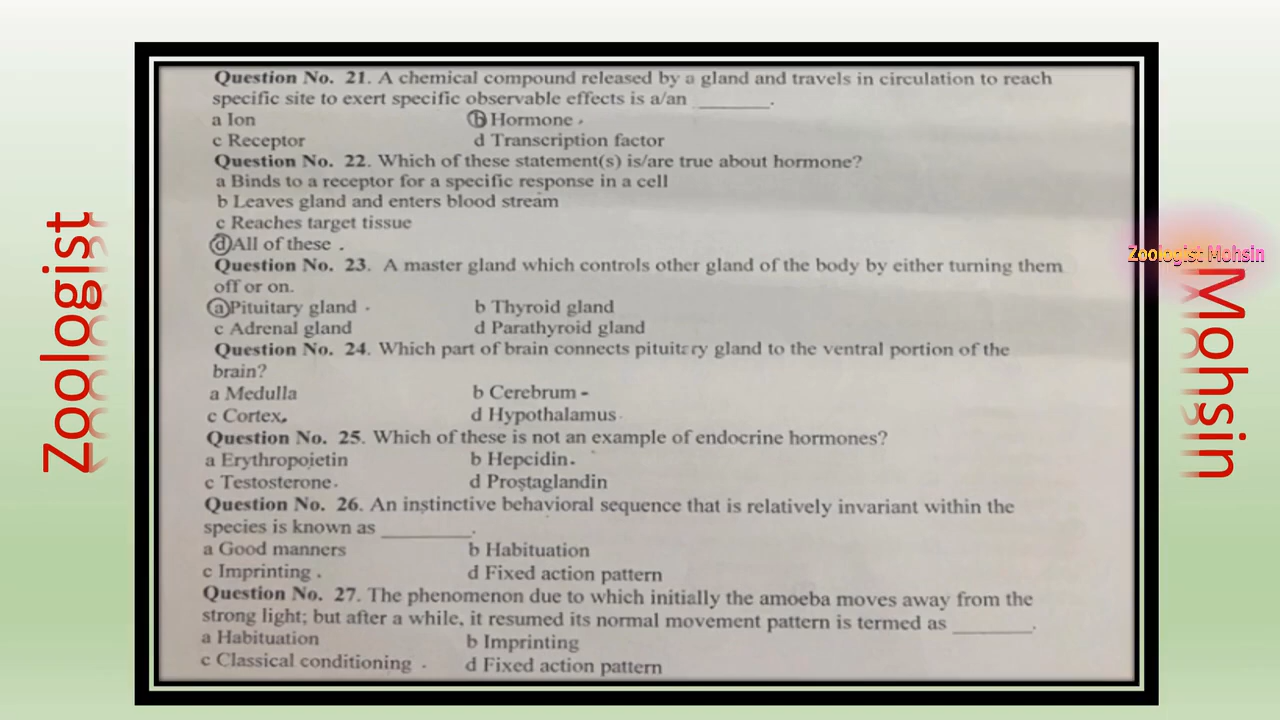 Question No. 21. A chemical compound released by a gland and travels in circulation to reach
specific site to exert specific observable effects is a/an ________.
a Ion b Hormone
c Receptor d Transcription factor
Question No. 22. Which of these statement(s) is/are true about hormone?
a Binds to a receptor for a specific response in a cell
b Leaves gland and enters blood stream
c Reaches target tissue
d All of these
Question No. 23. A master gland which controls other gland of the body by either turning them
off or on.
a Pituitary gland b Thyroid gland
c Adrenal gland d Parathyroid gland
Question No. 24. Which part of brain connects pituitary gland to the ventral portion of the
brain?
a Medulla b Cerebrum
c Cortex d Hypothalamus
Question No. 25. Which of these is not an example of endocrine hormones?
a Erythropoietin b Hepcidin
c Testosterone d Prostaglandin
Question No. 26. An instinctive behavioral sequence that is relatively invariant within the
species is known as __________.
a Good manners b Habituation
c Imprinting d Fixed action pattern
Question No. 27. The phenomenon due to which initially the amoeba moves away from the
strong light; but after a while, it resumed its normal movement pattern is termed as _________.
a Habituation b Imprinting
c Classical conditioning d Fixed action pattern
Zoologist
Mohsin
Zoologist Mohsin